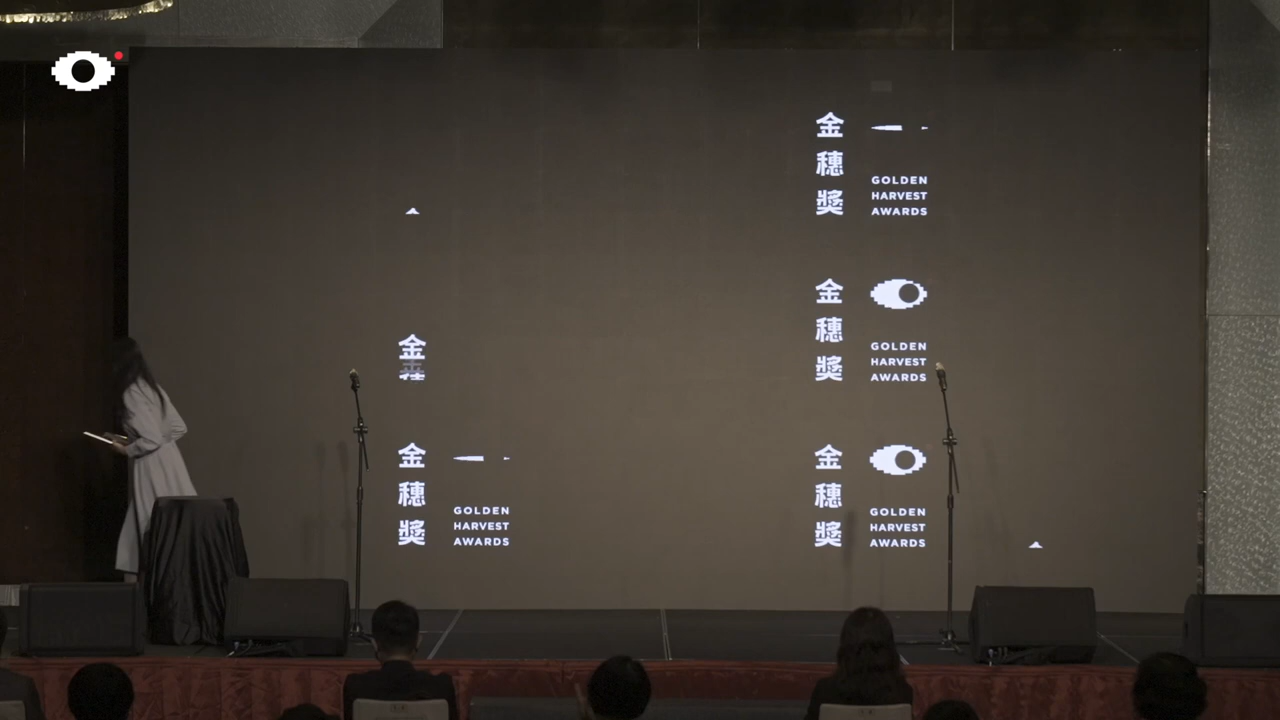 金穗獎
GOLDEN
HARVEST
AWARDS
金
金穗獎
GOLDEN
HARVEST
AWARDS
金穗獎
GOLDEN
HARVEST
AWARDS
金穗獎
GOLDEN
HARVEST
AWARDS